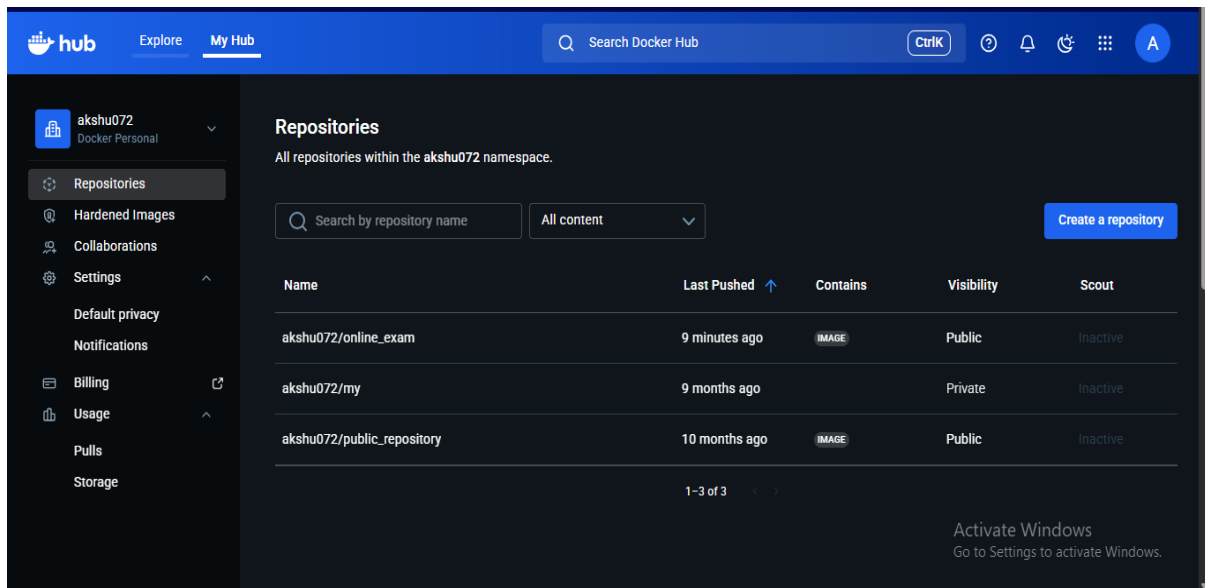 hub Explore My Hub Search Docker Hub CtrlK A
akshu072
Docker Personal
Repositories
Hardened Images
Collaborations
Settings
Default privacy
Notifications
Billing
Usage
Pulls
Storage
Repositories
All repositories within the akshu072 namespace.
Search by repository name All content Create a repository
Name Last Pushed Contains Visibility Scout
akshu072/online_exam 9 minutes ago IMAGE Public Inactive
akshu072/my 9 months ago Private Inactive
akshu072/public_repository 10 months ago IMAGE Public Inactive
1–3 of 3
Activate Windows
Go to Settings to activate Windows.